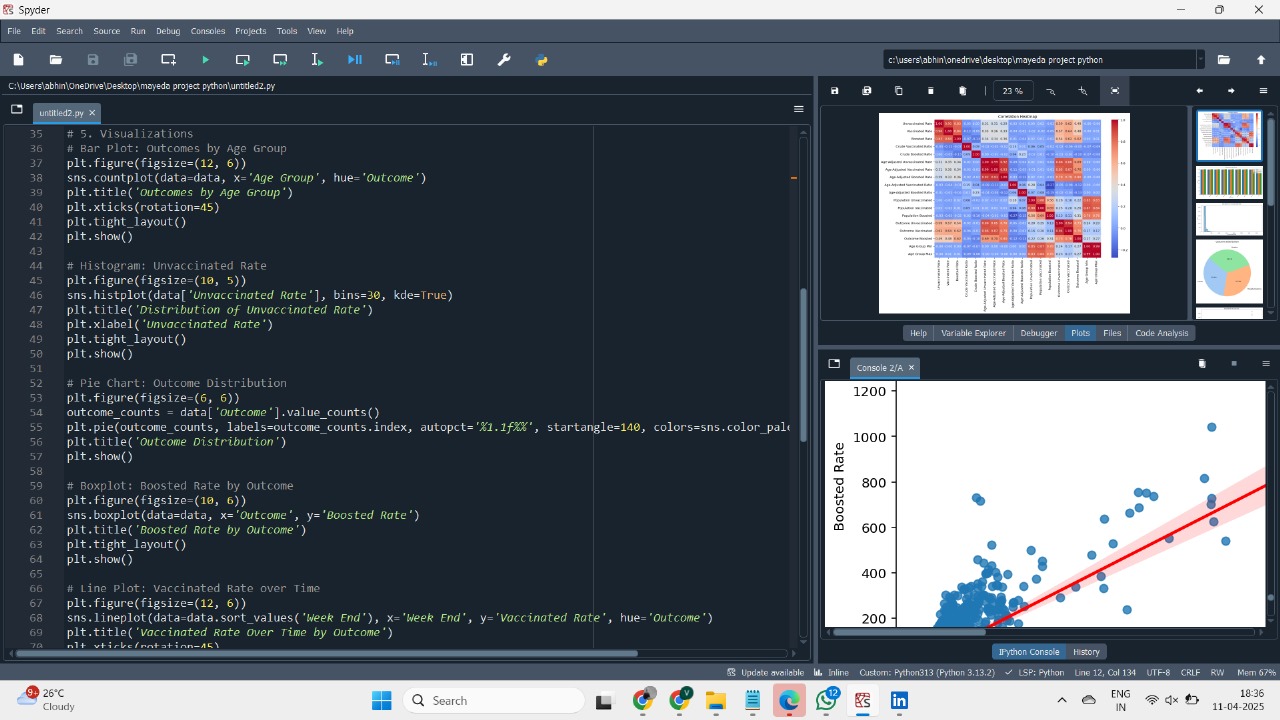 Spyder
File Edit Search Source Run Debug Consoles Projects Tools View Help
c:\users\abhin\onedrive\desktop\mayeda project python
C:\Users\abhin\OneDrive\Desktop\mayeda project python\untitled2.py
untitled2.py
35 # 5. Visualizations
36 # Bar Plot: Outcomes by Age Group
37 plt.figure(figsize=(10, 6))
38 sns.countplot(data=data, x='Age Group', hue='Outcome')
39 plt.title('Outcomes by Age Group')
40 plt.xticks(rotation=45)
41 plt.tight_layout()
42 plt.show()
43
44 # Histogram: Unvaccinated Rate
45 plt.figure(figsize=(10, 5))
46 sns.histplot(data['Unvaccinated Rate'], bins=30, kde=True)
47 plt.title('Distribution of Unvaccinated Rate')
48 plt.xlabel('Unvaccinated Rate')
49 plt.tight_layout()
50 plt.show()
51
52 # Pie Chart: Outcome Distribution
53 plt.figure(figsize=(6, 6))
54 outcome_counts = data['Outcome'].value_counts()
55 plt.pie(outcome_counts, labels=outcome_counts.index, autopct='%1.1f%%', startangle=140, colors=sns.color_pale
56 plt.title('Outcome Distribution')
57 plt.show()
58
59 # Boxplot: Boosted Rate by Outcome
60 plt.figure(figsize=(10, 6))
61 sns.boxplot(data=data, x='Outcome', y='Boosted Rate')
62 plt.title('Boosted Rate by Outcome')
63 plt.tight_layout()
64 plt.show()
65
66 # Line Plot: Vaccinated Rate over Time
67 plt.figure(figsize=(12, 6))
68 sns.lineplot(data=data.sort_values('Week End'), x='Week End', y='Vaccinated Rate', hue='Outcome')
69 plt.title('Vaccinated Rate Over Time by Outcome')
70 plt.xticks(rotation=45)
23 %
Correlation Heatmap
Help Variable Explorer Debugger Plots Files Code Analysis
Console 2/A
1200
1000
800
600
400
200
Boosted Rate
IPython Console History
Update available Inline Custom: Python313 (Python 3.13.2) LSP: Python Line 12, Col 134 UTF-8 CRLF RW Mem 67%
9+
26°C
Cloudy
Search
V
12
ENG
IN
18:36
11-04-2025